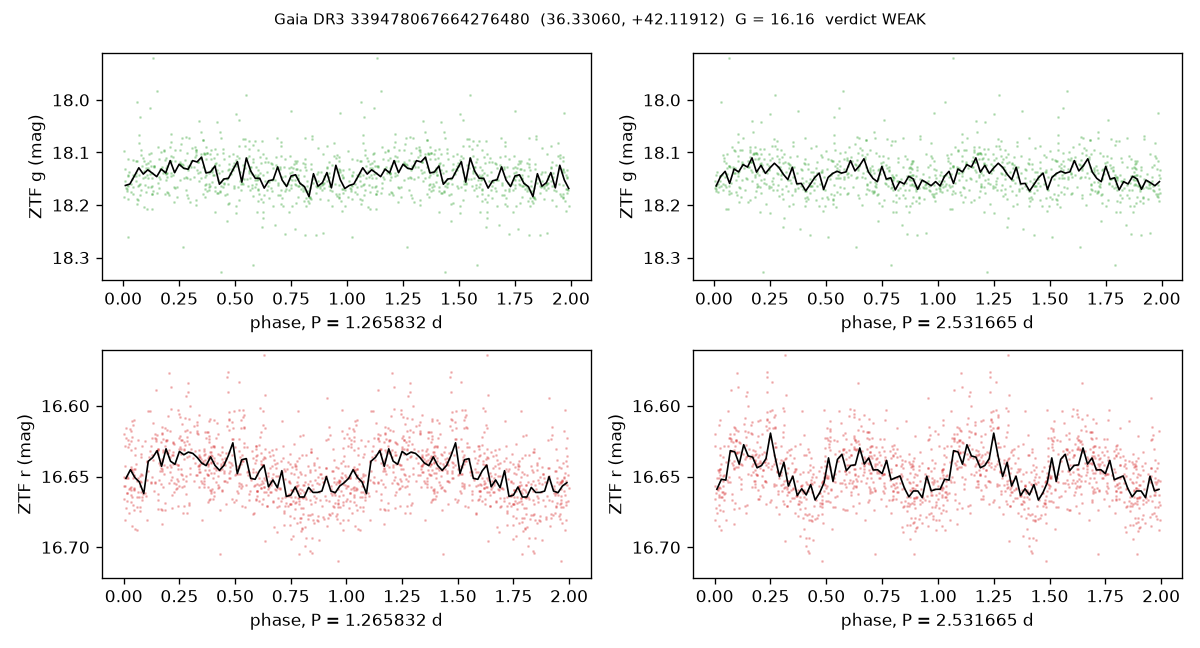 Gaia DR3 339478067664276480  (36.33060, +42.11912)  G = 16.16  verdict WEAK
ZTF g (mag)
18.0
18.1
18.2
18.3
0.00 0.25 0.50 0.75 1.00 1.25 1.50 1.75 2.00
phase, P = 1.265832 d
ZTF g (mag)
18.0
18.1
18.2
18.3
0.00 0.25 0.50 0.75 1.00 1.25 1.50 1.75 2.00
phase, P = 2.531665 d
ZTF r (mag)
16.60
16.65
16.70
0.00 0.25 0.50 0.75 1.00 1.25 1.50 1.75 2.00
phase, P = 1.265832 d
ZTF r (mag)
16.60
16.65
16.70
0.00 0.25 0.50 0.75 1.00 1.25 1.50 1.75 2.00
phase, P = 2.531665 d